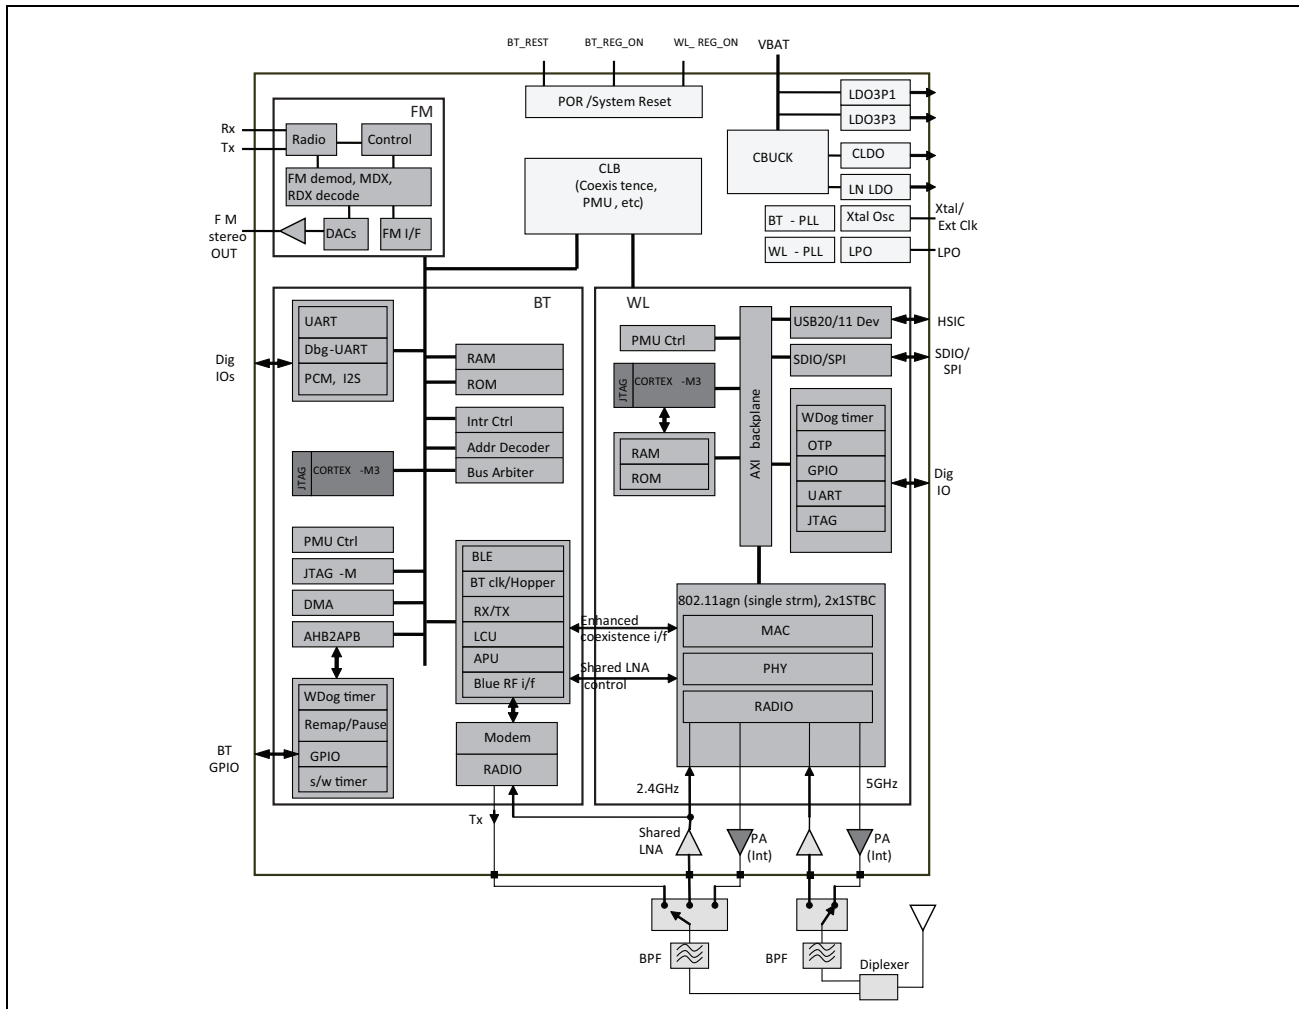 BT_REST
BT_REG_ON
WL_ REG_ON
VBAT
POR /System Reset
LDO3P1
LDO3P3
CBUCK
CLDO
LN LDO
BT - PLL
Xtal Osc
Xtal/
Ext Clk
WL - PLL
LPO
LPO
FM
Rx
Tx
Radio
Control
FM demod, MDX,
RDX decode
F M
stereo
OUT
DACs
FM I/F
CLB
(Coexis tence,
PMU , etc)
BT
UART
Dbg-UART
PCM, I2S
Dig
IOs
RAM
ROM
Intr Ctrl
Addr Decoder
Bus Arbiter
JTAG
CORTEX -M3
PMU Ctrl
JTAG -M
DMA
AHB2APB
WDog timer
Remap/Pause
GPIO
s/w timer
BT
GPIO
BLE
BT clk/Hopper
RX/TX
LCU
APU
Blue RF i/f
Modem
RADIO
Enhanced
coexistence i/f
Shared LNA
control
WL
PMU Ctrl
JTAG
CORTEX -M3
RAM
ROM
AXI backplane
USB20/11 Dev
HSIC
SDIO/SPI
SDIO/
SPI
WDog timer
OTP
GPIO
UART
JTAG
Dig
IO
802.11agn (single strm), 2x1STBC
MAC
PHY
RADIO
2.4GHz
5GHz
Tx
Shared
LNA
PA
(Int)
PA
(Int)
BPF
BPF
Diplexer